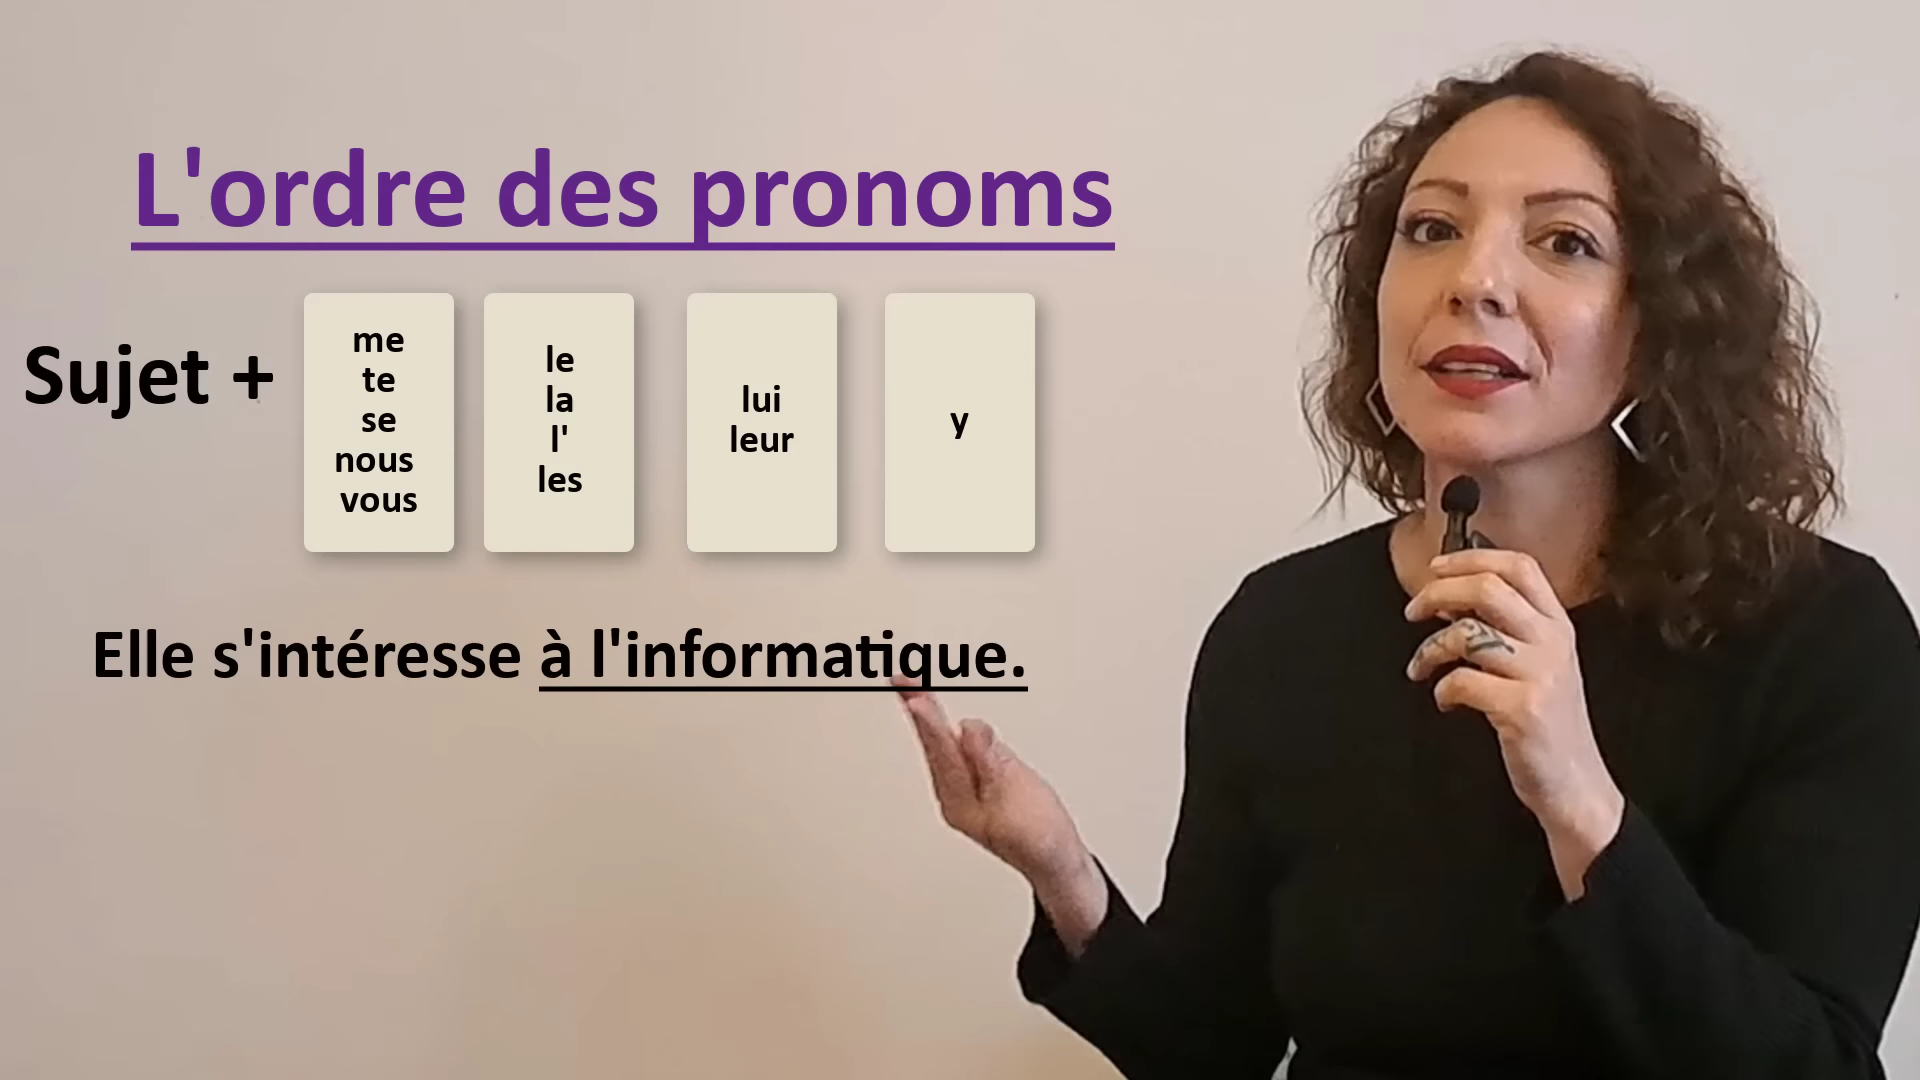 L'ordre des pronoms
Sujet +
me
te
se
nous
vous
le
la
l'
les
lui
leur
y
Elle s'intéresse à l'informatique.